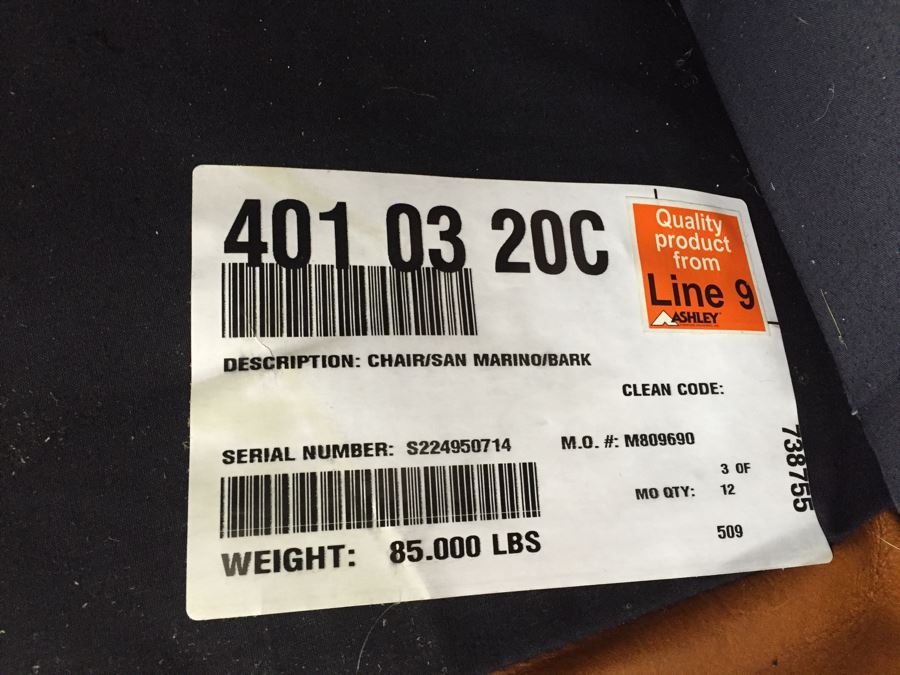 401 03 20C
Quality
product
from
Line 9
ASHLEY
DESCRIPTION: CHAIR/SAN MARINO/BARK
CLEAN CODE:
SERIAL NUMBER: S224950714
M.O. #: M809690
3 OF
MO QTY: 12
509
WEIGHT: 85.000 LBS
738755